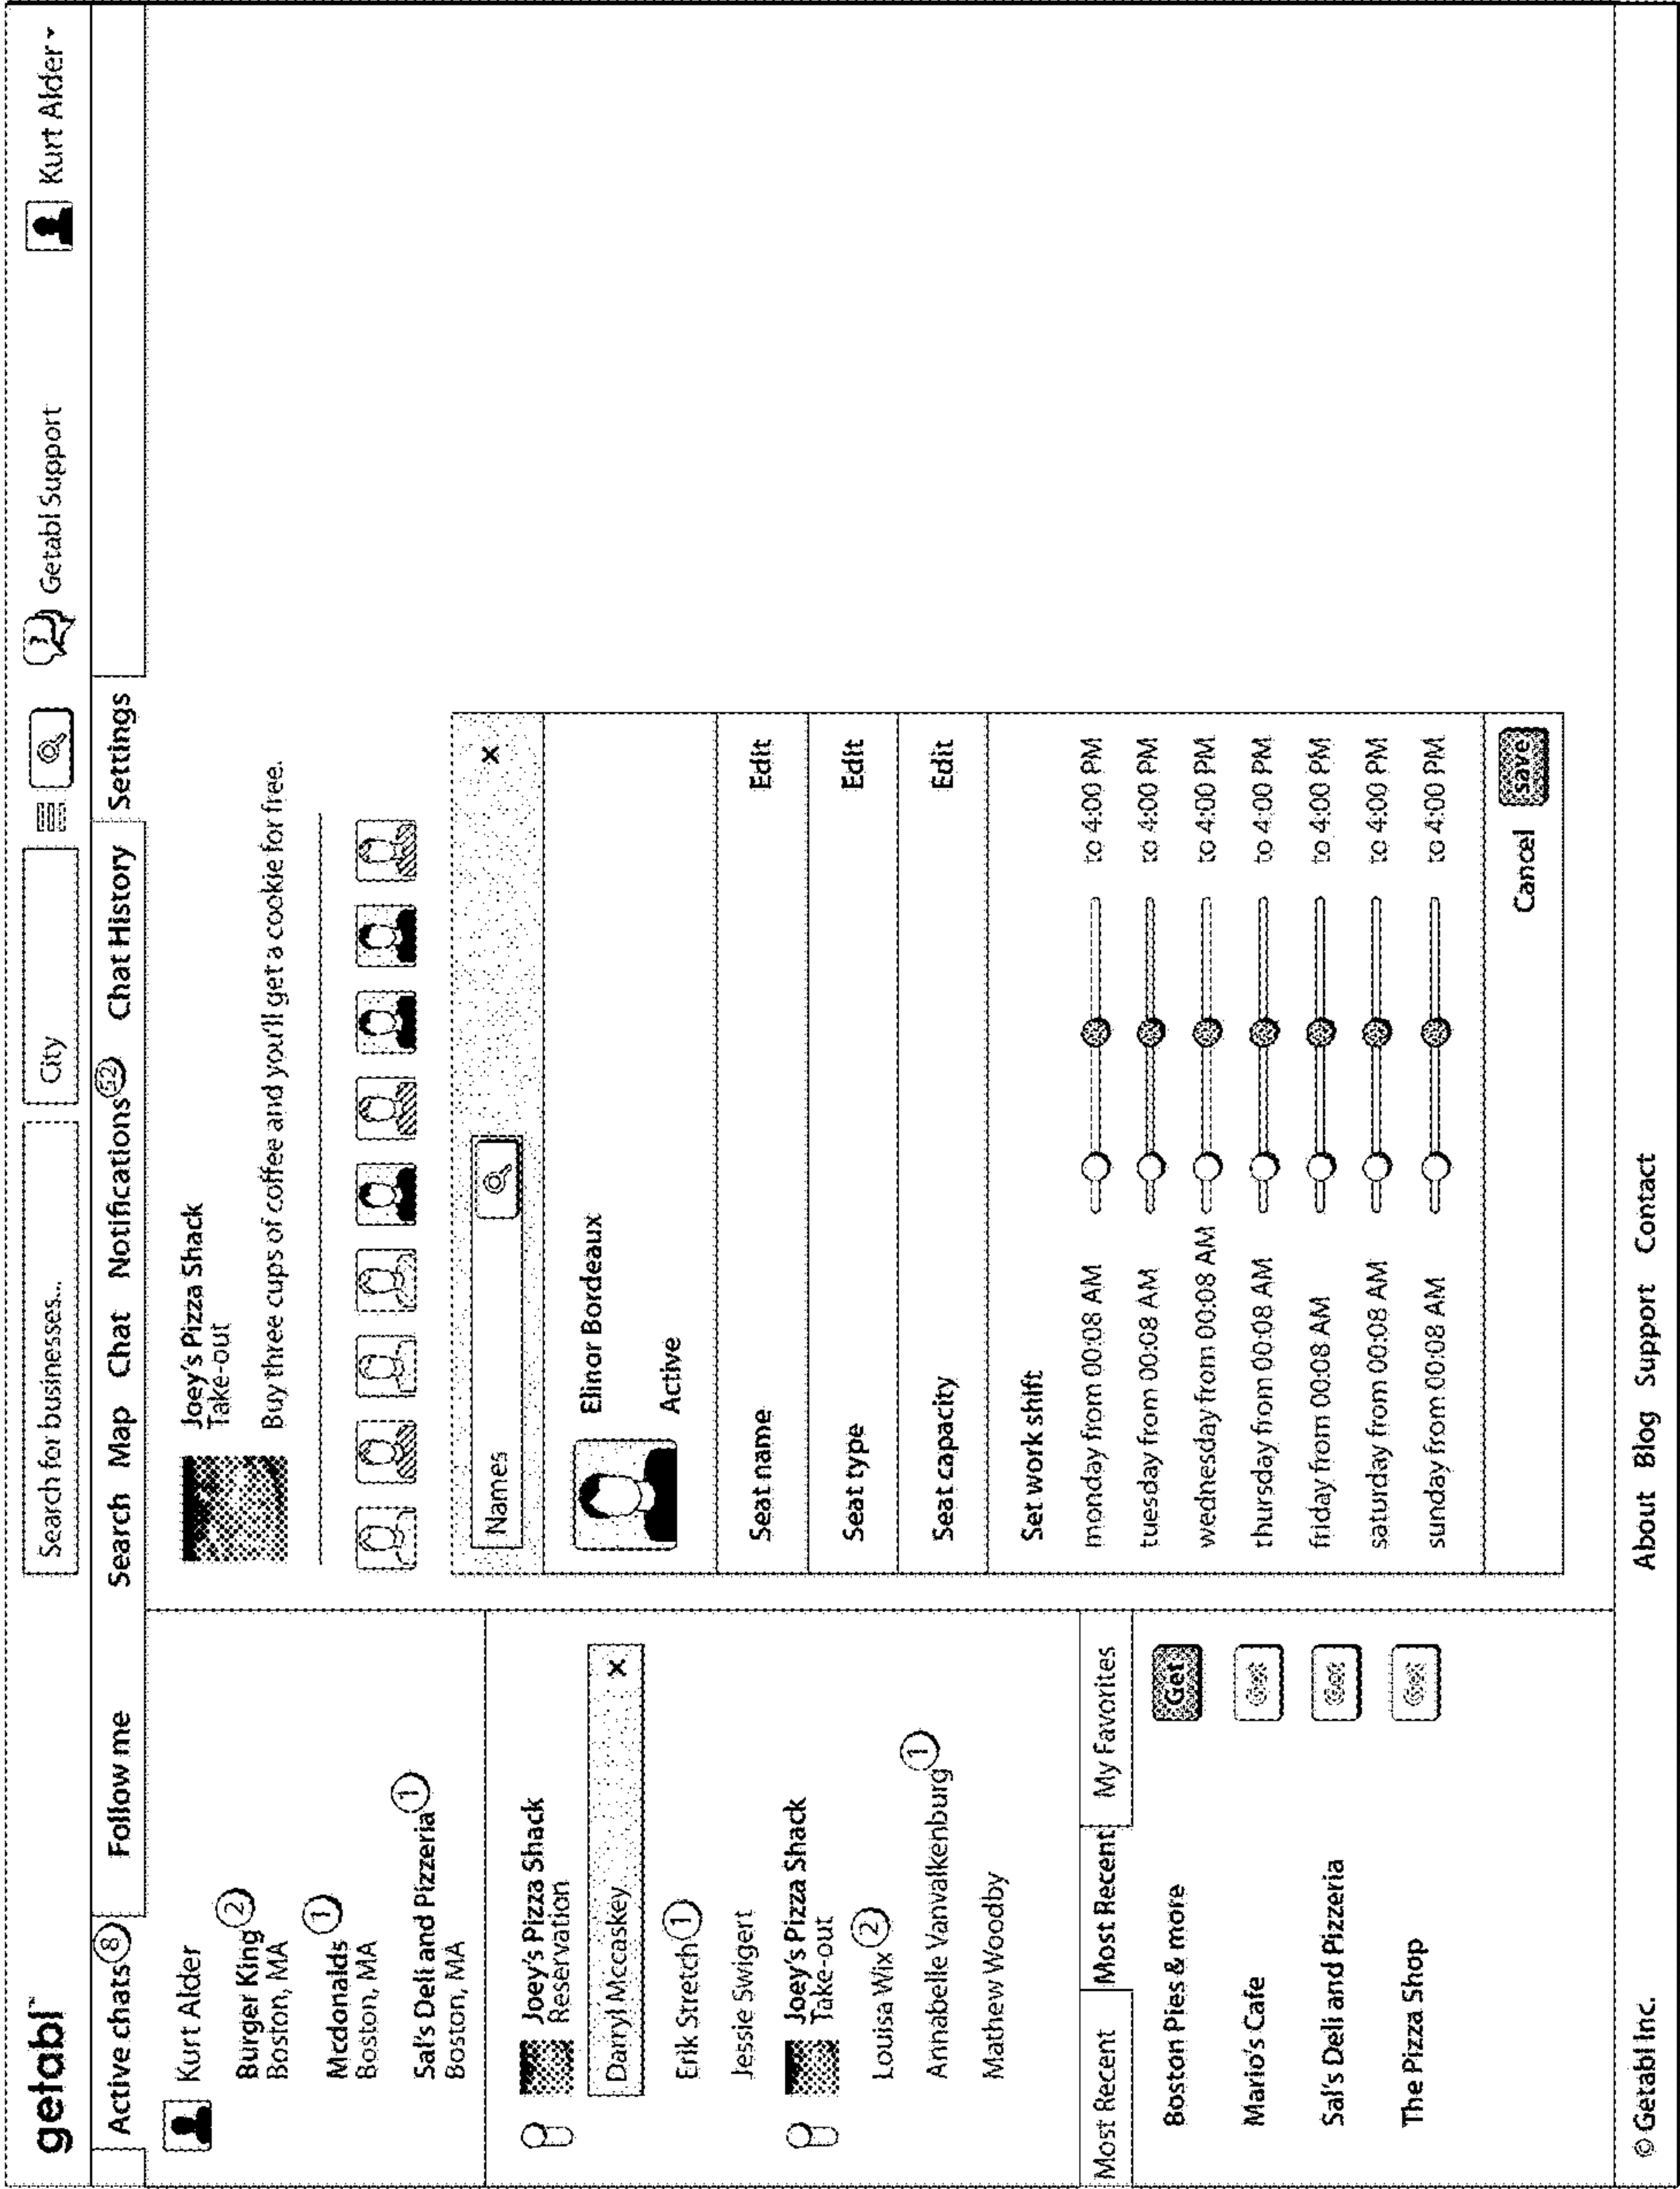 getabl™
Search for businesses...
City
Getabl Support
Kurt Alder
Active chats 8
Follow me
Search Map Chat Notifications 52 Chat History Settings
Kurt Alder
Burger King 2
Boston, MA
Mcdonalds 1
Boston, MA
Sal's Deli and Pizzeria 1
Boston, MA
Joey's Pizza Shack
Reservation
Darryl Mccaskey x
Erik Stretch 1
Jessie Swigert
Joey's Pizza Shack
Take-out
Louisa Wix 2
Annabelle Vanvalkenburg 1
Mathew Woodby
Most Recent Most Recent My Favorites
Boston Pies & more Get
Mario's Cafe Get
Sal's Deli and Pizzeria Get
The Pizza Shop Get
Joey's Pizza Shack
Take-out
Buy three cups of coffee and you'll get a cookie for free.
Names x
Elinor Bordeaux
Active
Seat name Edit
Seat type Edit
Seat capacity Edit
Set work shift
monday from 00:08 AM to 4:00 PM
tuesday from 00:08 AM to 4:00 PM
wednesday from 00:08 AM to 4:00 PM
thursday from 00:08 AM to 4:00 PM
friday from 00:08 AM to 4:00 PM
saturday from 00:08 AM to 4:00 PM
sunday from 00:08 AM to 4:00 PM
Cancel save
© Getabl Inc.
About Blog Support Contact